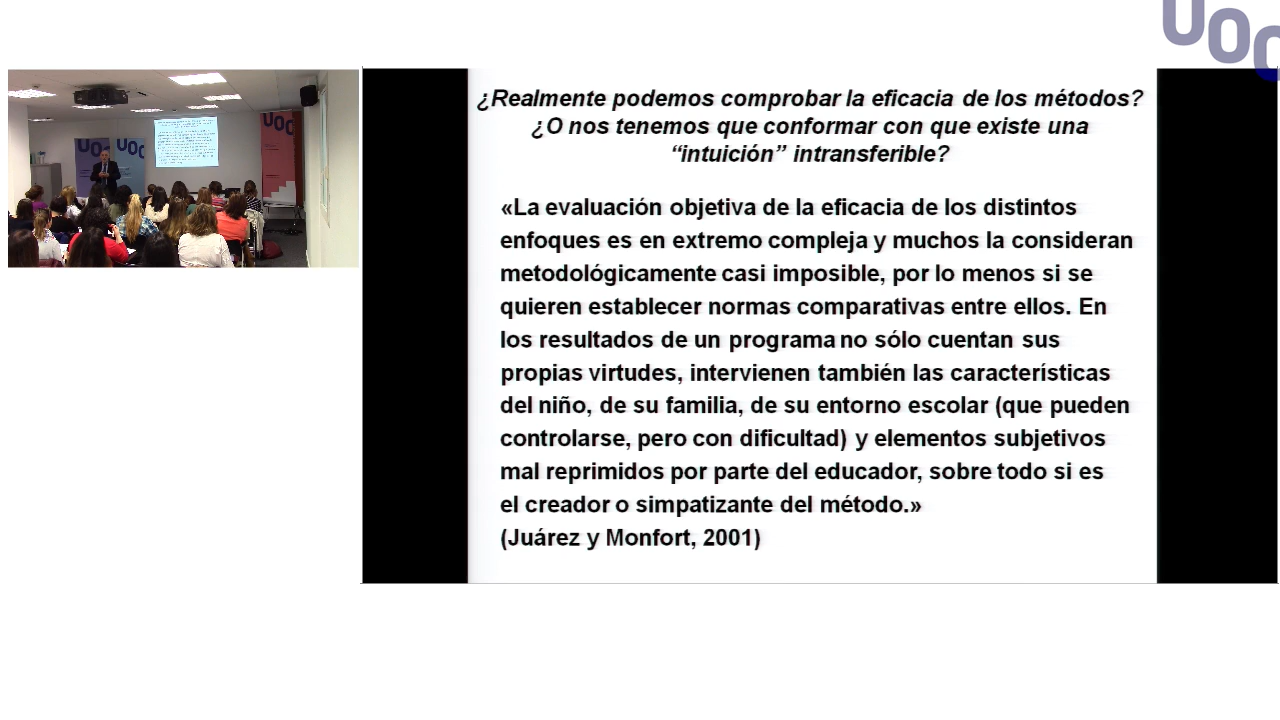 UOC
¿Realmente podemos comprobar la eficacia de los métodos?
¿O nos tenemos que conformar con que existe una
“intuición” intransferible?
«La evaluación objetiva de la eficacia de los distintos
enfoques es en extremo compleja y muchos la consideran
metodológicamente casi imposible, por lo menos si se
quieren establecer normas comparativas entre ellos. En
los resultados de un programa no sólo cuentan sus
propias virtudes, intervienen también las características
del niño, de su familia, de su entorno escolar (que pueden
controlarse, pero con dificultad) y elementos subjetivos
mal reprimidos por parte del educador, sobre todo si es
el creador o simpatizante del método.»
(Juárez y Monfort, 2001)
UOC
UOC
UOC